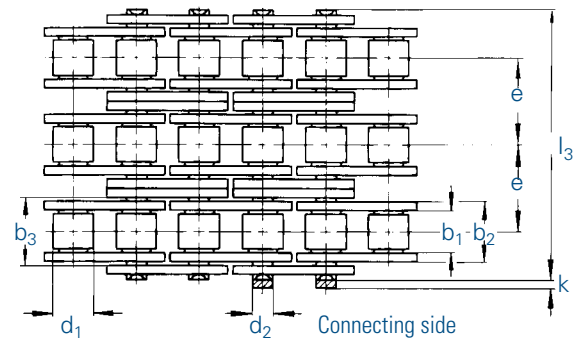 e
l₃
e
b₃
b₁
b₂
k
d₁
d₂
Connecting side